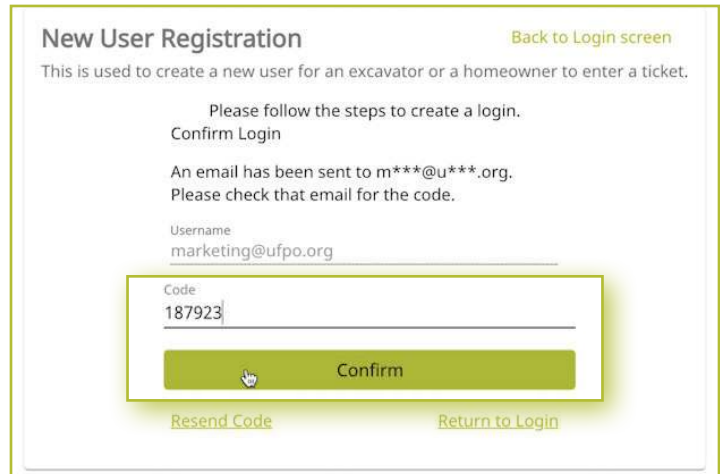 New User Registration
Back to Login screen
This is used to create a new user for an excavator or a homeowner to enter a ticket.
Please follow the steps to create a login.
Confirm Login
An email has been sent to m***@u***.org.
Please check that email for the code.
Username
marketing@ufpo.org
Code
187923
Confirm
Resend Code
Return to Login